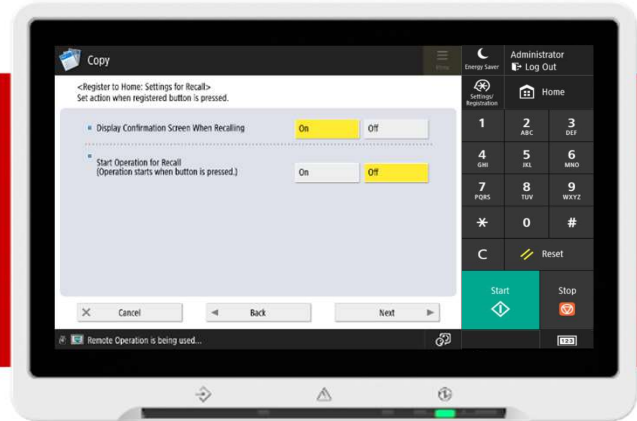 Copy
Energy Saver
Administrator
Log Out
<Register to Home: Settings for Recall>
Set action when registered button is pressed.
Settings/
Registration
Home
Display Confirmation Screen When Recalling On Off
Start Operation for Recall
(Operation starts when button is pressed.) On Off
1 2 ABC 3 DEF
4 GHI 5 JKL 6 MNO
7 PQRS 8 TUV 9 WXYZ
* 0 #
C Reset
Start Stop
Cancel Back Next
Remote Operation is being used...
123